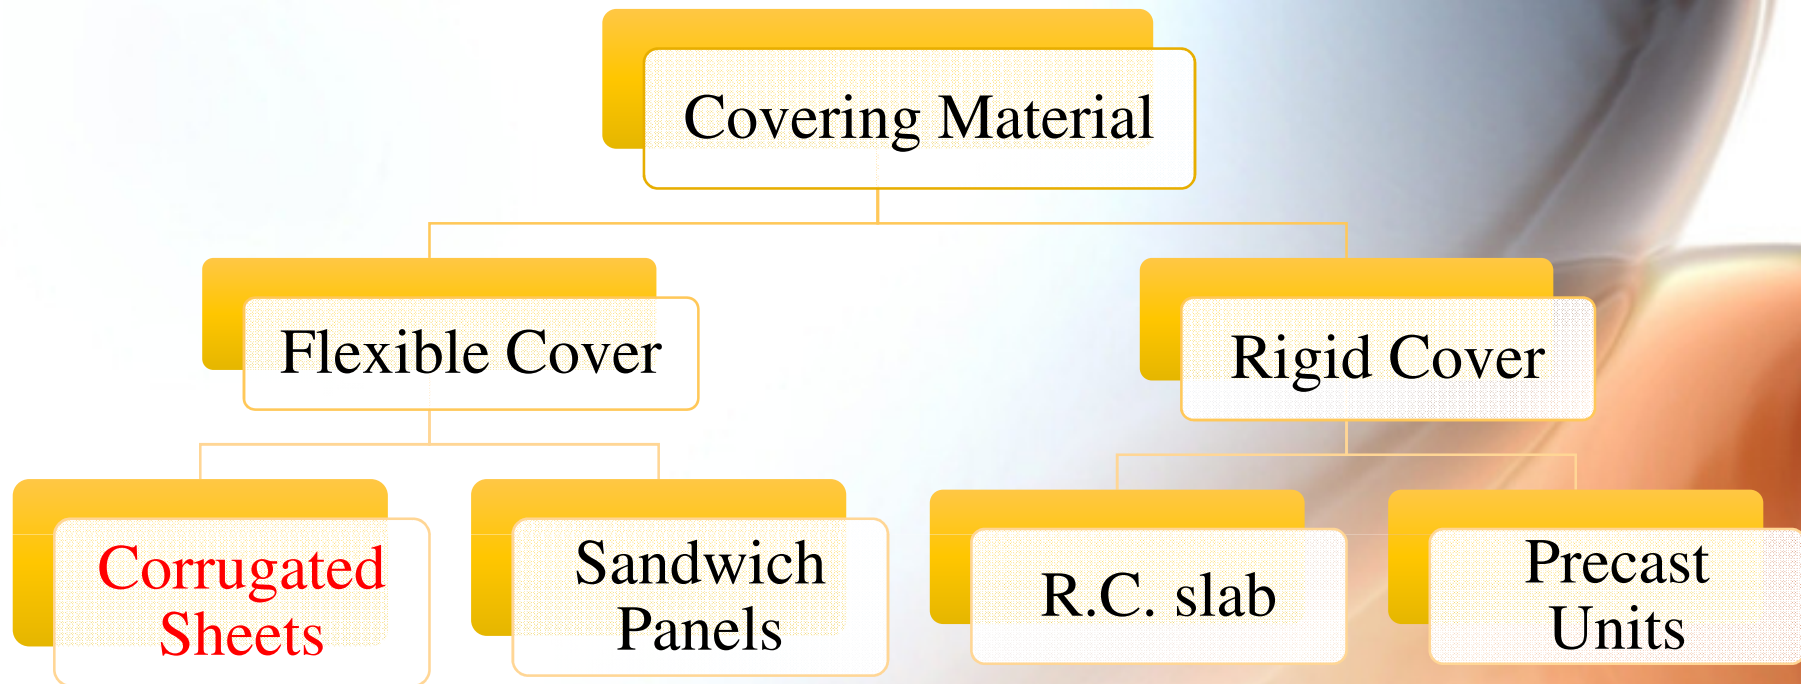 Covering Material
Flexible Cover
Rigid Cover
Corrugated
Sheets
Sandwich
Panels
R.C. slab
Precast
Units